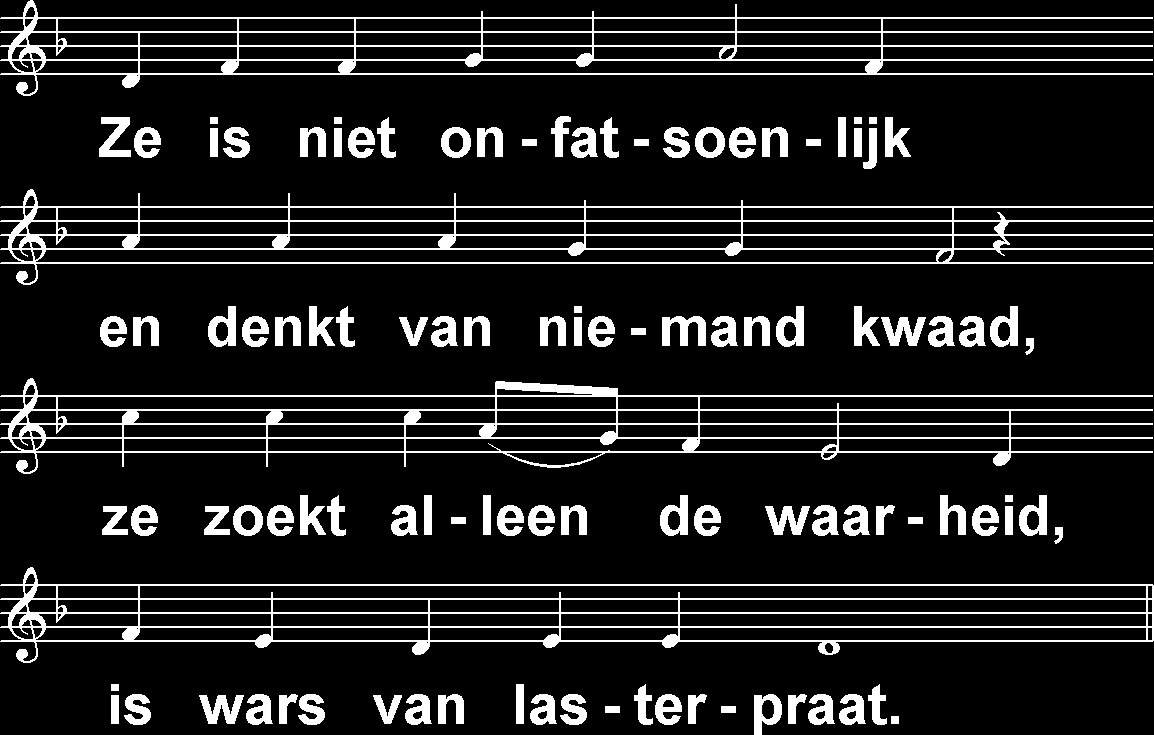 Ze is niet on - fat - soen - lijk
en denkt van nie - mand kwaad,
ze zoekt al - leen de waar - heid,
is wars van las - ter - praat.